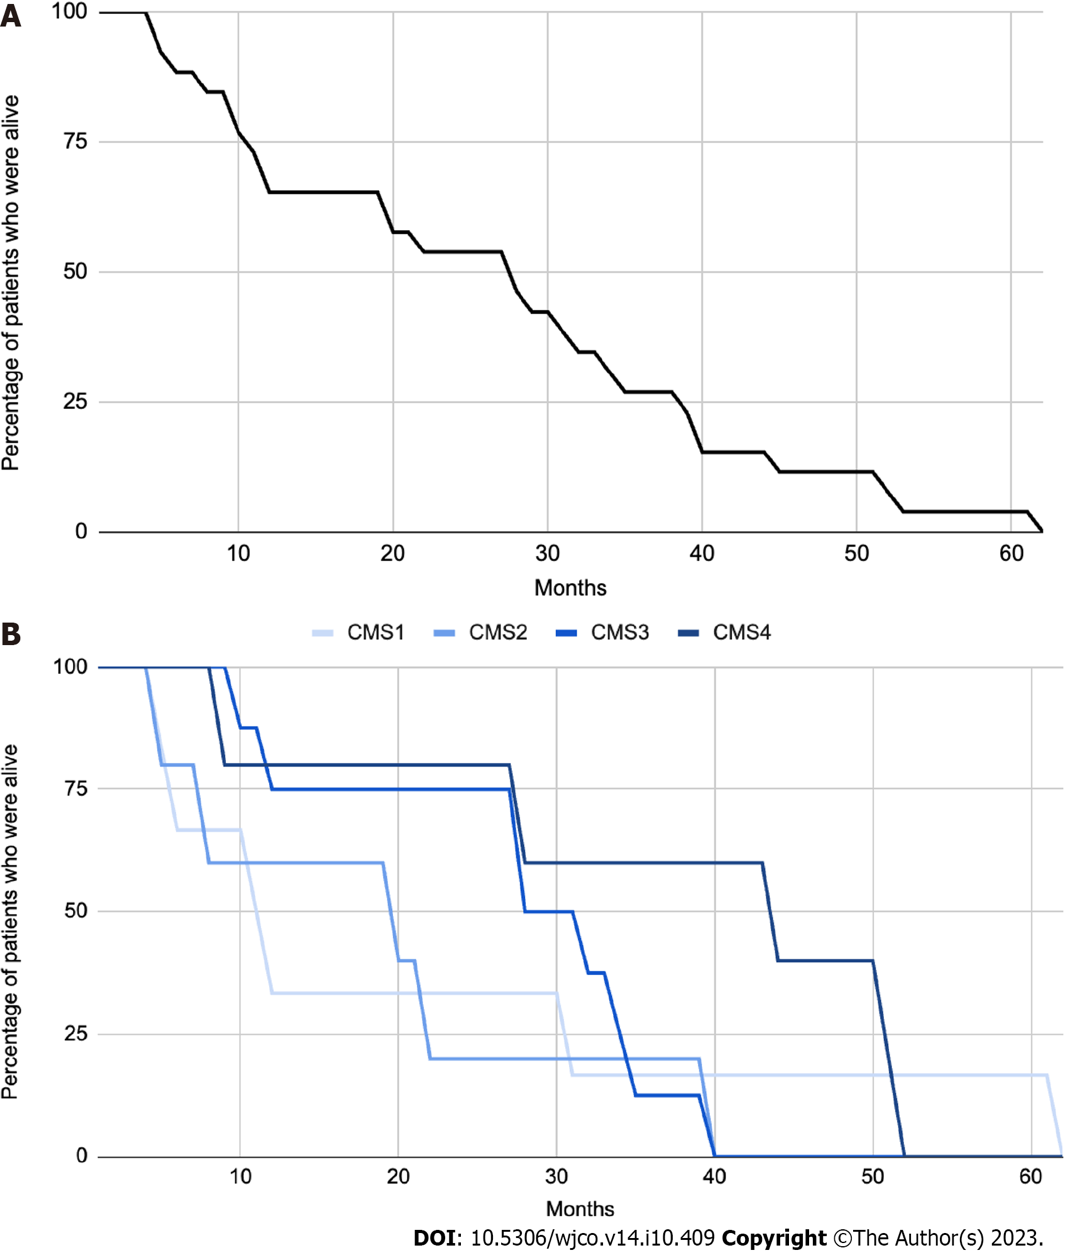 A
Percentage of patients who were alive
100
75
50
25
0
10 20 30 40 50 60
Months
B
CMS1 CMS2 CMS3 CMS4
Percentage of patients who were alive
100
75
50
25
0
10 20 30 40 50 60
Months
DOI: 10.5306/wjco.v14.i10.409 Copyright ©The Author(s) 2023.